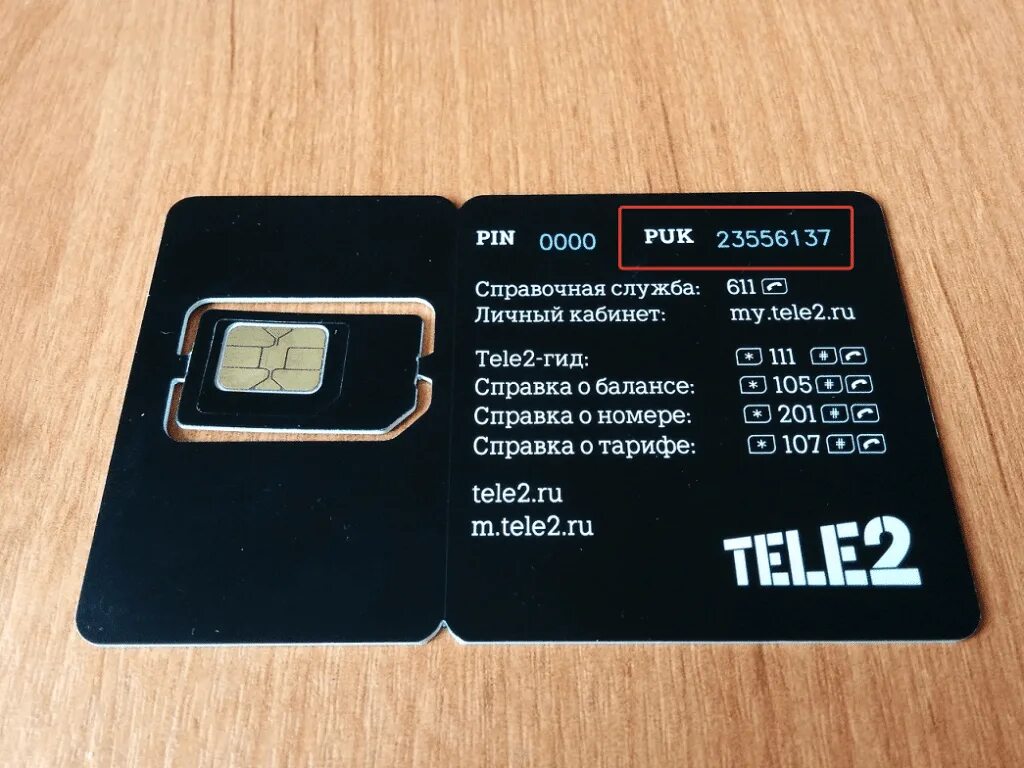 PIN 0000 PUK 23556137
Справочная служба: 611
Личный кабинет: my.tele2.ru
Tele2-гид: * 111 #
Справка о балансе: * 105 #
Справка о номере: * 201 #
Справка о тарифе: * 107 #
tele2.ru
m.tele2.ru
TELE2